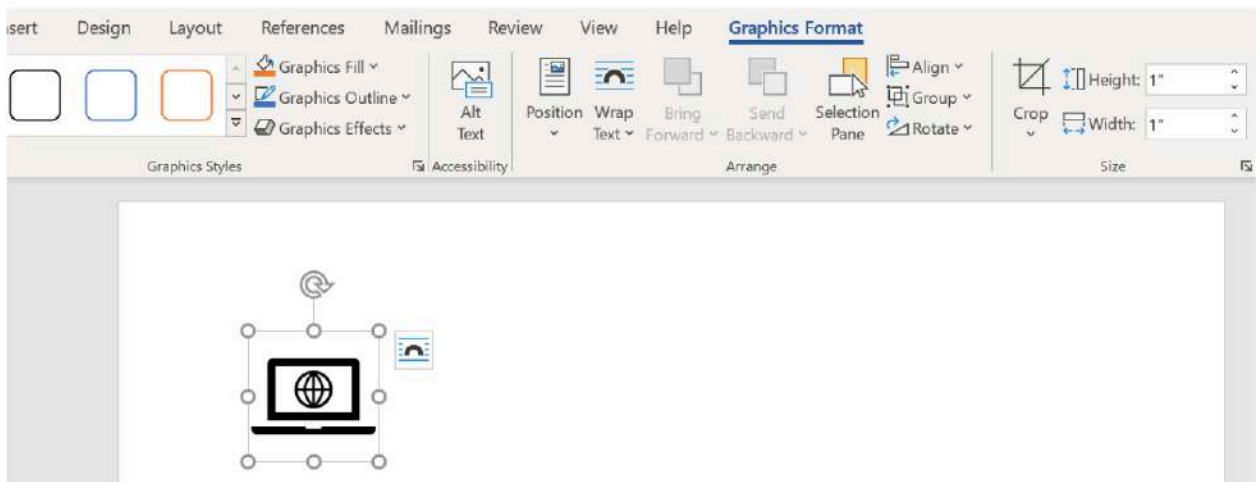 nsert Design Layout References Mailings Review View Help Graphics Format
Graphics Fill
Graphics Outline
Graphics Effects
Graphics Styles
Alt
Text
Accessibility
Position
Wrap
Text
Bring
Forward
Send
Backward
Selection
Pane
Align
Group
Rotate
Arrange
Crop
Height: 1"
Width: 1"
Size